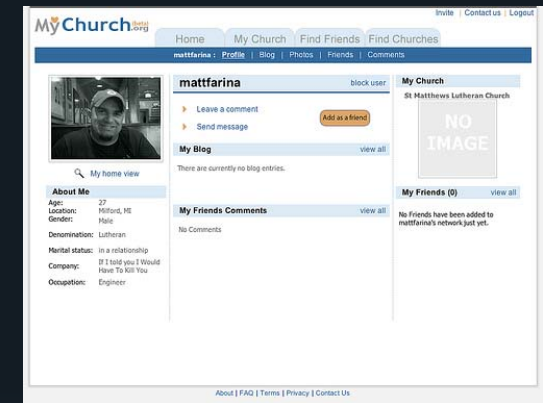 Invite | Contact us | Logout
MyChurch.org Beta!
Home My Church Find Friends Find Churches
mattfarina : Profile | Blog | Photos | Friends | Comments
mattfarina block user
Leave a comment
Send message
Add as a friend
My home view
About Me
Age: 27
Location: Milford, MI
Gender: Male
Denomination: Lutheran
Marital status: in a relationship
Company: If I told you I Would
Have To Kill You
Occupation: Engineer
My Blog view all
There are currently no blog entries.
My Friends Comments view all
No Comments
My Church
St Matthews Lutheran Church
NO
IMAGE
My Friends (0) view all
No Friends have been added to
mattfarina's network just yet.
About | FAQ | Terms | Privacy | Contact Us